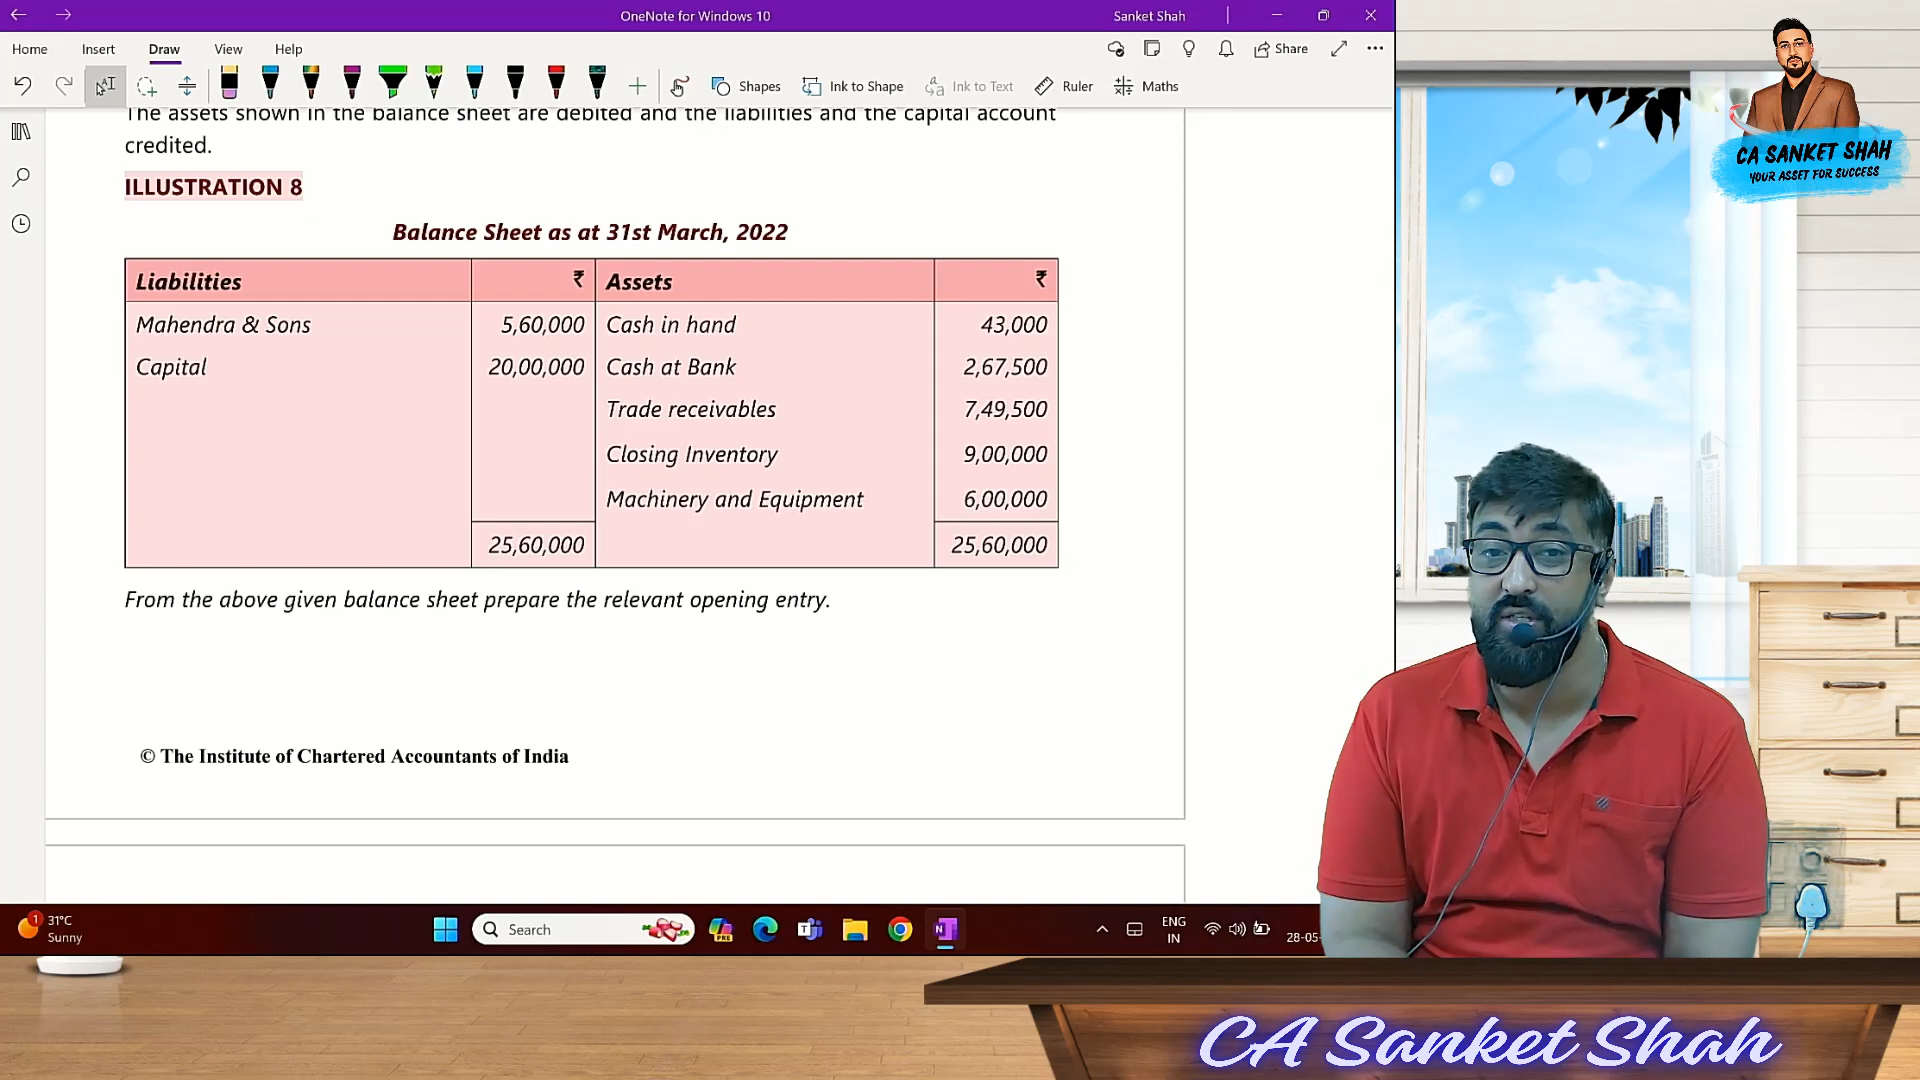 OneNote for Windows 10
Sanket Shah
Home Insert Draw View Help
Share
Shapes Ink to Shape Ink to Text Ruler Maths
The assets shown in the balance sheet are debited and the liabilities and the capital account
credited.
ILLUSTRATION 8
Balance Sheet as at 31st March, 2022
Liabilities ₹ Assets ₹
Mahendra & Sons 5,60,000 Cash in hand 43,000
Capital 20,00,000 Cash at Bank 2,67,500
Trade receivables 7,49,500
Closing Inventory 9,00,000
Machinery and Equipment 6,00,000
25,60,000 25,60,000
From the above given balance sheet prepare the relevant opening entry.
© The Institute of Chartered Accountants of India
1
31°C
Sunny
Search
PRE
ENG
IN
28-05-
CA SANKET SHAH
YOUR ASSET FOR SUCCESS
CA Sanket Shah